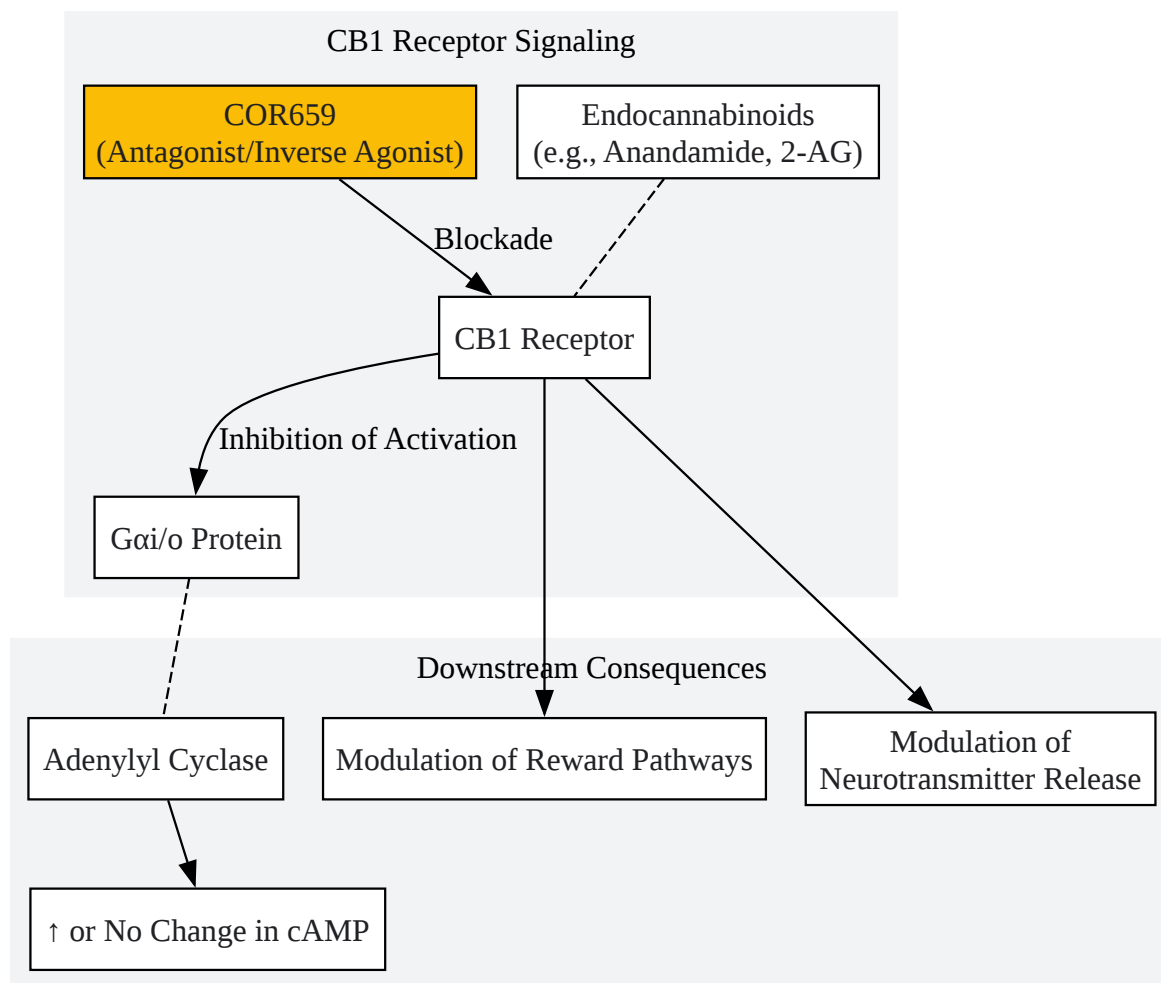 CB1 Receptor Signaling
COR659
(Antagonist/Inverse Agonist)
Endocannabinoids
(e.g., Anandamide, 2-AG)
Blockade
CB1 Receptor
Inhibition of Activation
Gαi/o Protein
Downstream Consequences
Adenylyl Cyclase
Modulation of Reward Pathways
Modulation of
Neurotransmitter Release
↑ or No Change in cAMP